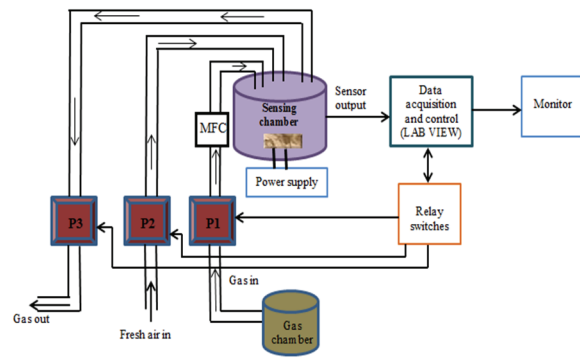 Sensing
chamber
Sensor
output
Data
acquisition
and control
(LAB VIEW)
Monitor
MFC
Power supply
P3
P2
P1
Relay
switches
Gas in
Gas out
Fresh air in
Gas
chamber